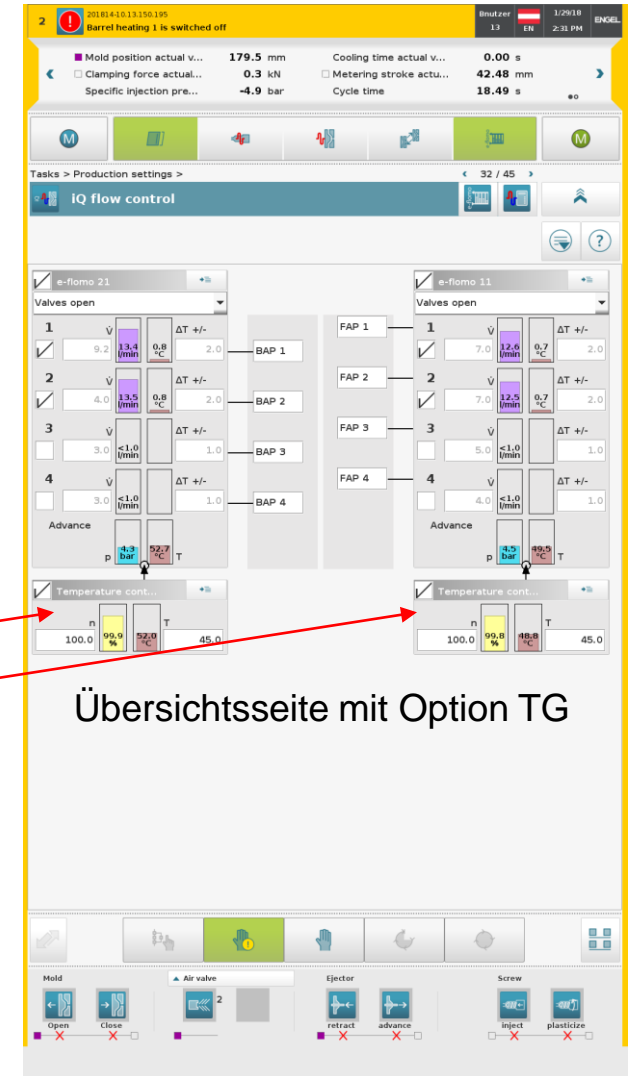 2 ! 201814-10.13.150.195
Barrel heating 1 is switched off
Bnutzer 13 EN 1/29/18 2:31 PM ENGEL
Mold position actual v... 179.5 mm Cooling time actual v... 0.00 s
Clamping force actual... 0.3 kN Metering stroke actu... 42.48 mm
Specific injection pre... -4.9 bar Cycle time 18.49 s
M M
Tasks > Production settings > 32 / 45
iQ flow control e-flomo
?
e-flomo 21 e-flomo 11
Valves open Valves open
1 V̇ ΔT +/- FAP 1 1 V̇ ΔT +/-
9.2 13.4 l/min 0.8 °C 2.0 BAP 1 7.0 12.6 l/min 0.7 °C 2.0
2 V̇ ΔT +/- FAP 2 2 V̇ ΔT +/-
4.0 13.5 l/min 0.8 °C 2.0 BAP 2 7.0 12.5 l/min 0.7 °C 2.0
3 V̇ ΔT +/- FAP 3 3 V̇ ΔT +/-
3.0 <1.0 l/min 1.0 BAP 3 5.0 <1.0 l/min 1.0
4 V̇ ΔT +/- FAP 4 4 V̇ ΔT +/-
3.0 <1.0 l/min 1.0 BAP 4 4.0 <1.0 l/min 1.0
Advance Advance
p 4.3 bar 52.7 °C T p 4.5 bar 49.5 °C T
Temperature cont... Temperature cont...
n T n T
100.0 99.9 % 52.0 °C 45.0 100.0 99.8 % 48.8 °C 45.0
Übersichtsseite mit Option TG
Mold Air valve Ejector Screw
2
Open Close retract advance inject plasticize